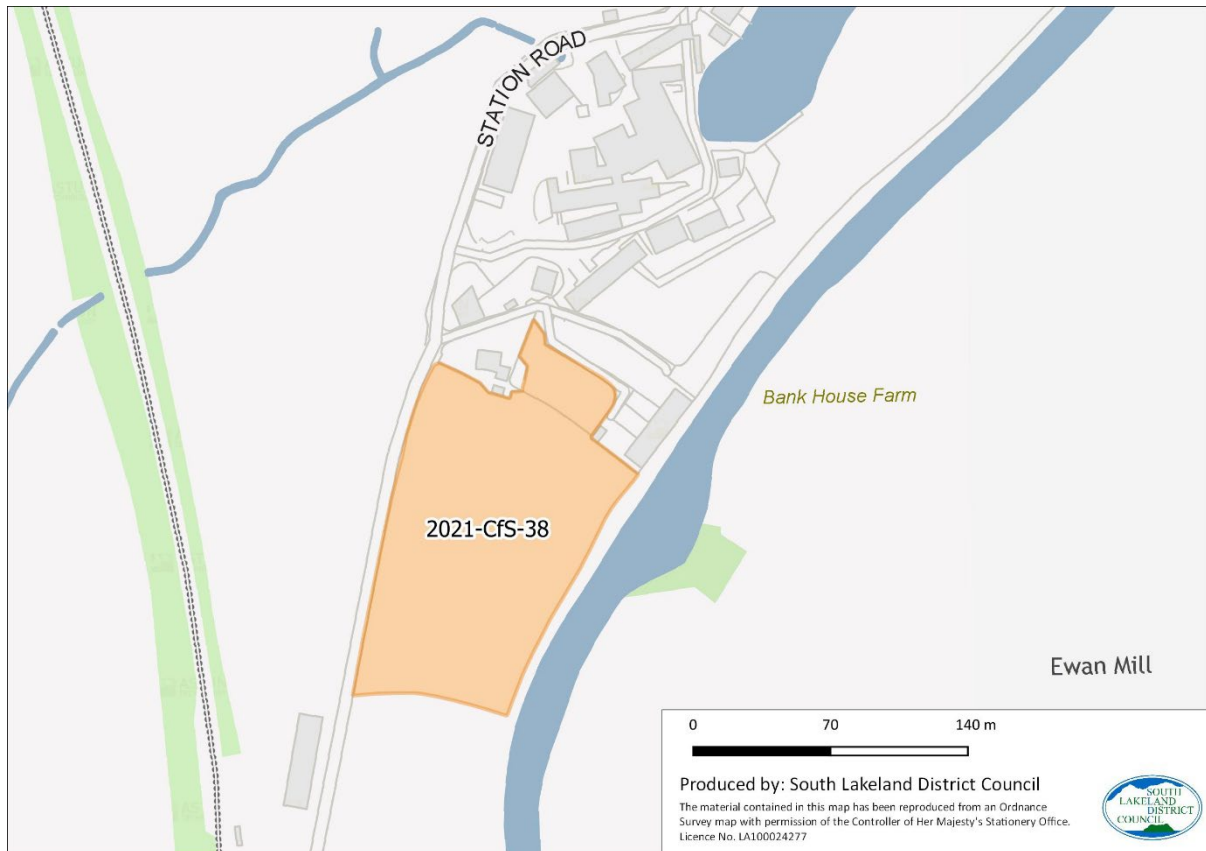 STATION ROAD
Bank House Farm
2021-CfS-38
Ewan Mill
0 70 140 m
Produced by: South Lakeland District Council
The material contained in this map has been reproduced from an Ordnance
Survey map with permission of the Controller of Her Majesty's Stationery Office.
Licence No. LA100024277
SOUTH
LAKELAND
DISTRICT
COUNCIL